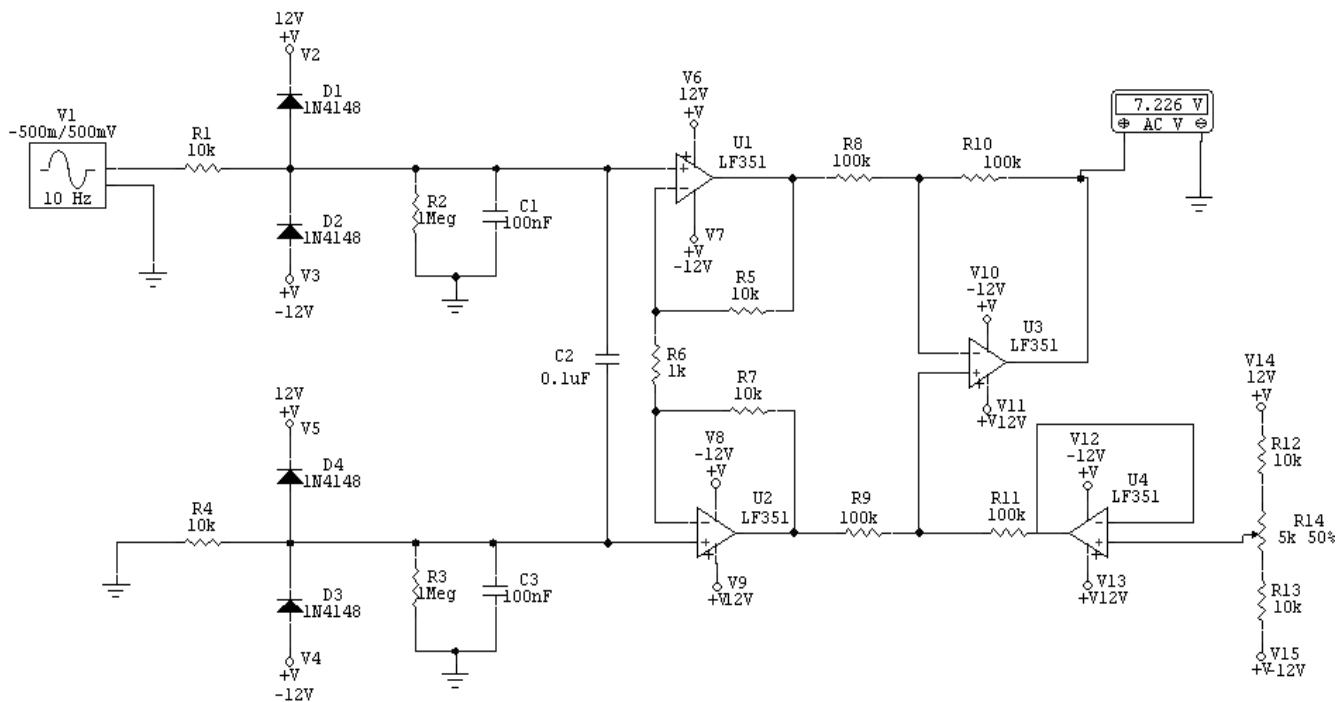 V1
-500m/500mV
10 Hz
R1
10k
12V
+V
V2
D1
1N4148
D2
1N4148
V3
+V
-12V
R2
1Meg
C1
100nF
C2
0.1uF
V6
12V
+V
U1
LF351
V7
+V
-12V
R5
10k
R6
1k
R7
10k
R8
100k
R10
100k
7.226 V
AC V
V10
-12V
+V
U3
LF351
V11
+V12V
12V
+V
V5
D4
1N4148
R4
10k
D3
1N4148
V4
+V
-12V
R3
1Meg
C3
100nF
V8
-12V
+V
U2
LF351
V9
+V12V
R9
100k
R11
100k
V12
-12V
+V
U4
LF351
V13
+V12V
V14
12V
+V
R12
10k
R14
5k 50%
R13
10k
V15
+V-12V